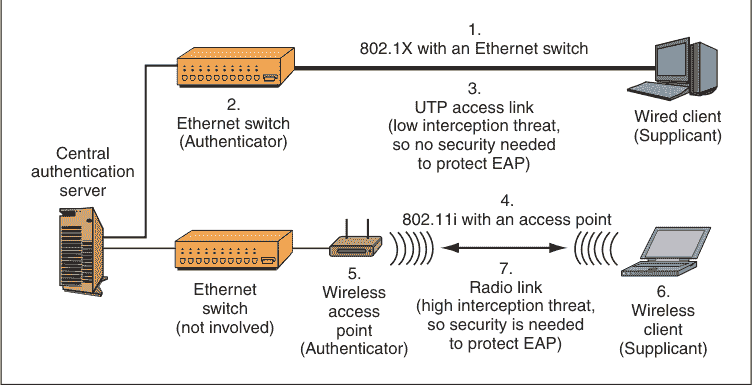 1.
802.1X with an Ethernet switch
2.
Ethernet switch
(Authenticator)
3.
UTP access link
(low interception threat,
so no security needed
to protect EAP)
Wired client
(Supplicant)
Central
authentication
server
4.
802.11i with an access point
Ethernet
switch
(not involved)
5.
Wireless
access
point
(Authenticator)
7.
Radio link
(high interception threat,
so security is needed
to protect EAP)
6.
Wireless
client
(Supplicant)